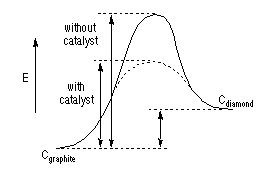 without
catalyst
E
with
catalyst
Cdiamond
Cgraphite